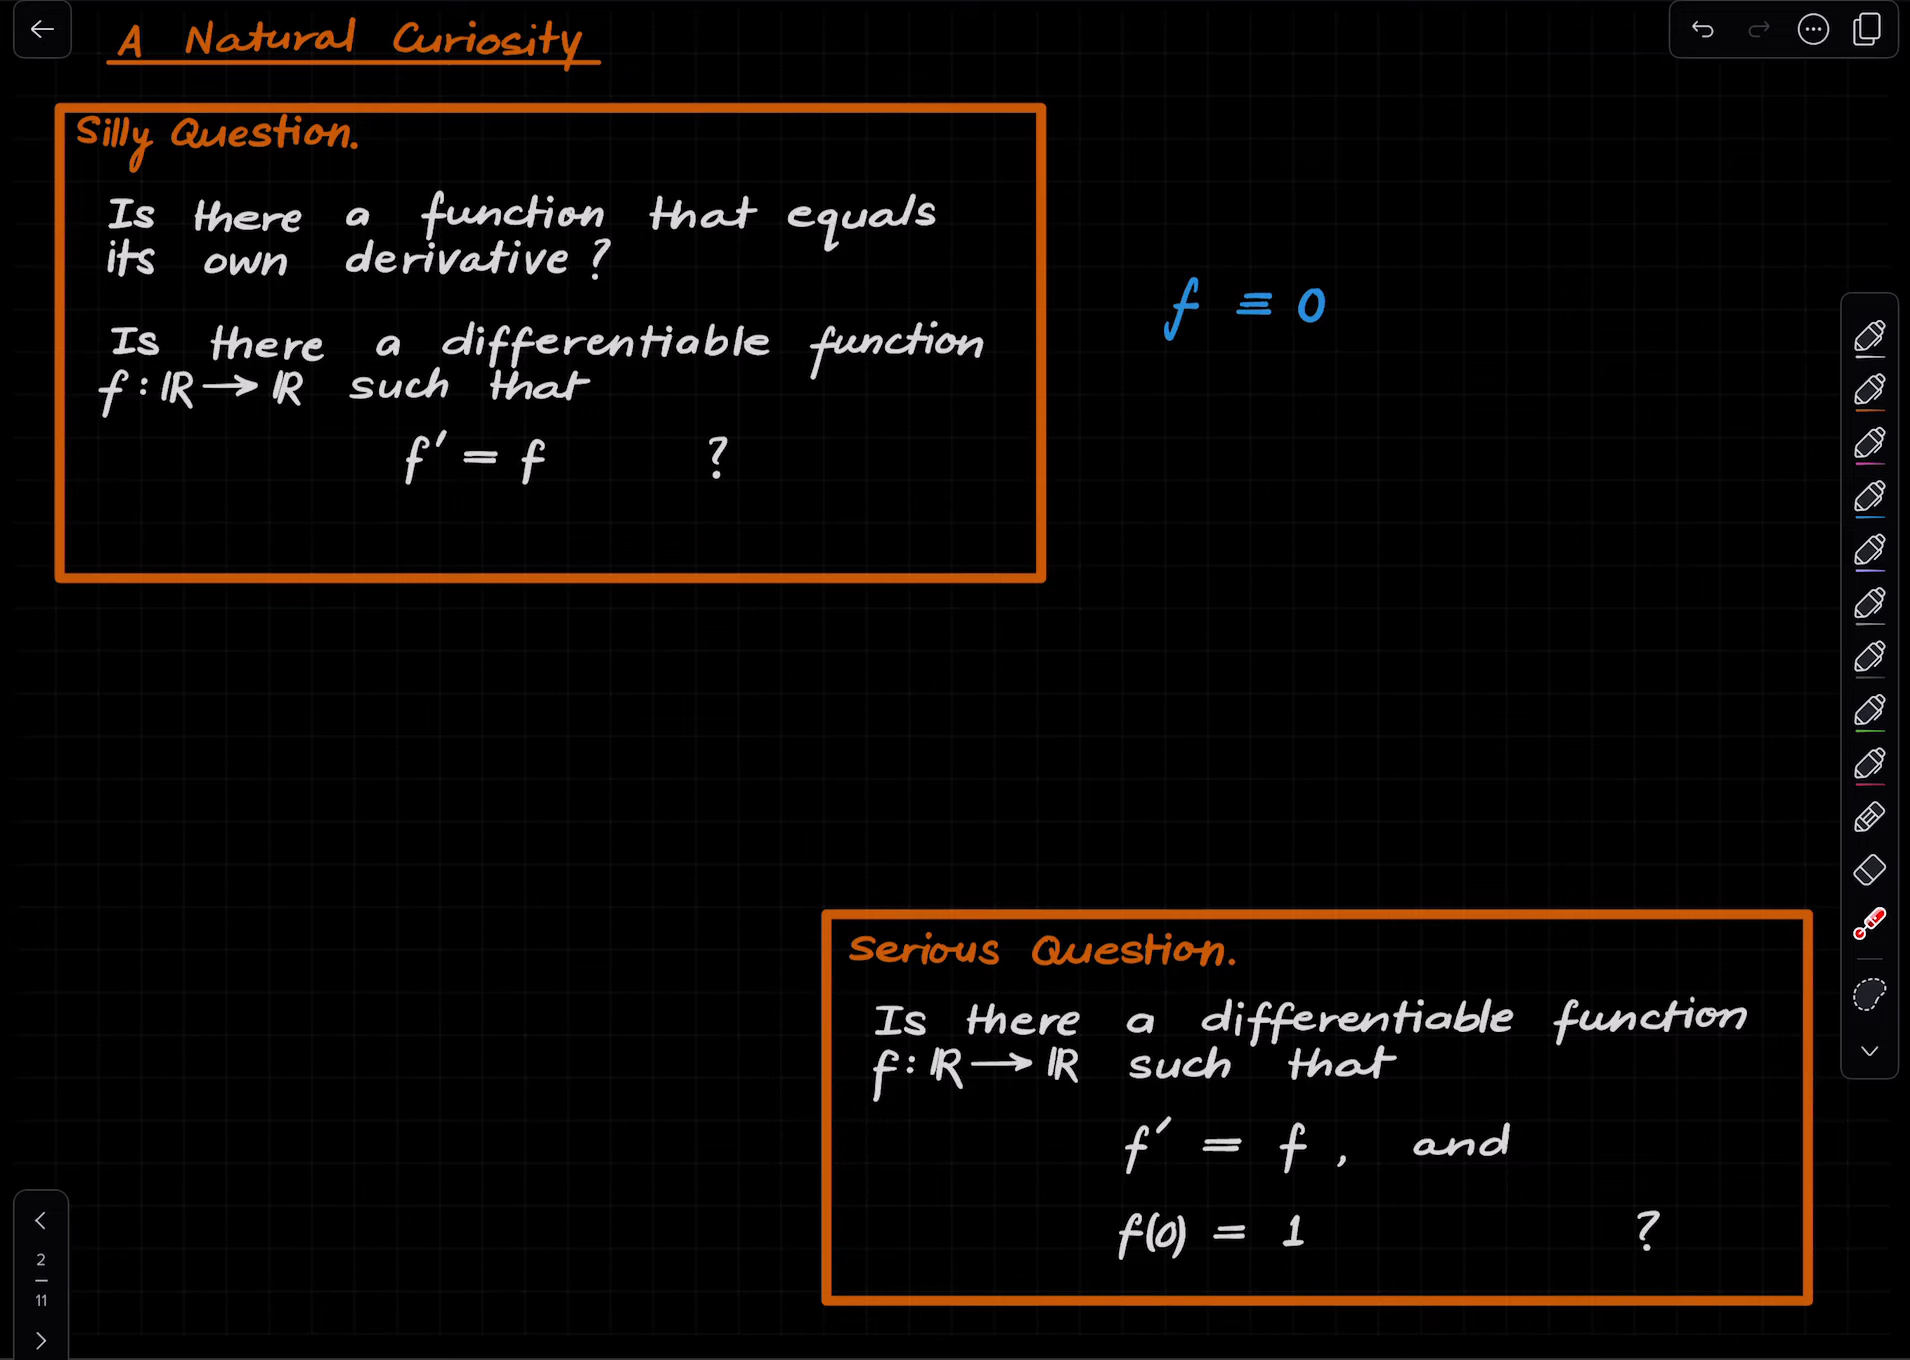 A Natural Curiosity
Silly Question.
Is there a function that equals
its own derivative?
Is there a differentiable function
f : ℝ → ℝ such that
f′ = f ?
f ≡ 0
Serious Question.
Is there a differentiable function
f : ℝ → ℝ such that
f′ = f , and
f(0) = 1 ?
2
11